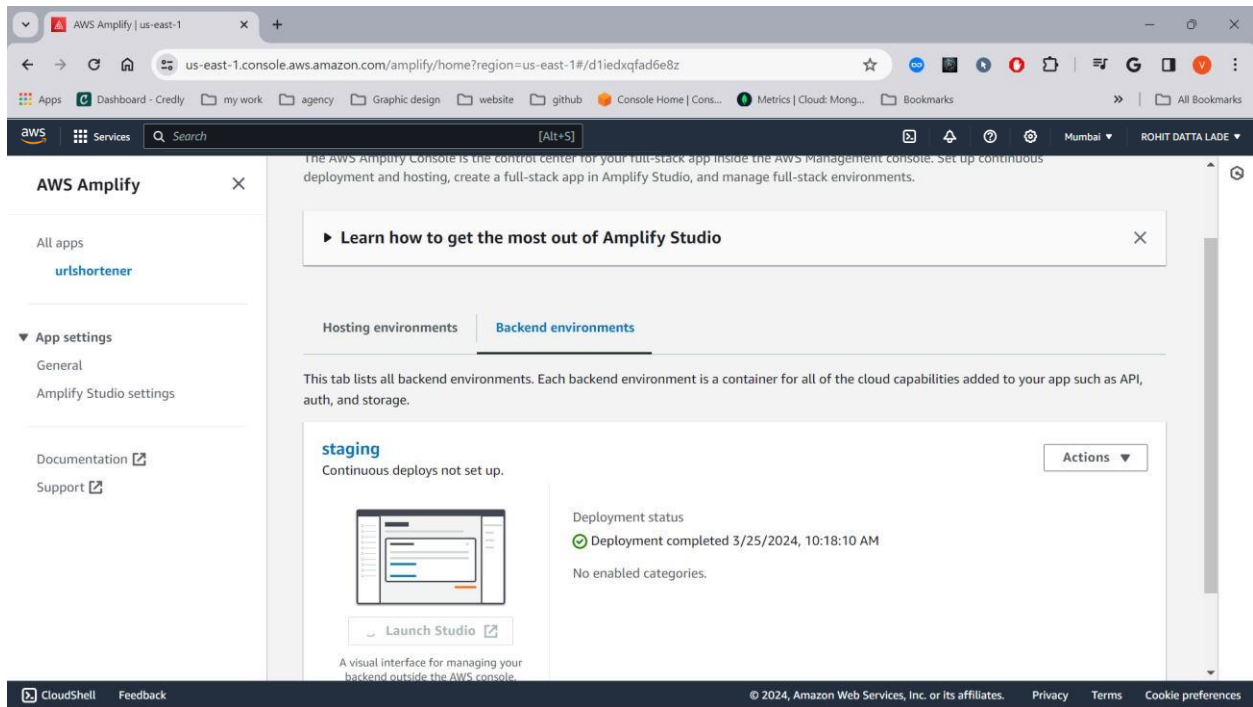 AWS Amplify | us-east-1
us-east-1.console.aws.amazon.com/amplify/home?region=us-east-1#/d1iedxqfad6e8z
Apps Dashboard - Credly my work agency Graphic design website github Console Home | Cons... Metrics | Cloud: Mong... Bookmarks » All Bookmarks
aws Services Search [Alt+S] Mumbai ▼ ROHIT DATTA LADE ▼
AWS Amplify
All apps
urlshortener
App settings
General
Amplify Studio settings
Documentation
Support
The AWS Amplify Console is the control center for your full-stack app inside the AWS Management console. Set up continuous
deployment and hosting, create a full-stack app in Amplify Studio, and manage full-stack environments.
Learn how to get the most out of Amplify Studio
Hosting environments Backend environments
This tab lists all backend environments. Each backend environment is a container for all of the cloud capabilities added to your app such as API,
auth, and storage.
staging
Continuous deploys not set up.
Actions ▼
Deployment status
Deployment completed 3/25/2024, 10:18:10 AM
No enabled categories.
Launch Studio
A visual interface for managing your
backend outside the AWS console.
CloudShell Feedback © 2024, Amazon Web Services, Inc. or its affiliates. Privacy Terms Cookie preferences